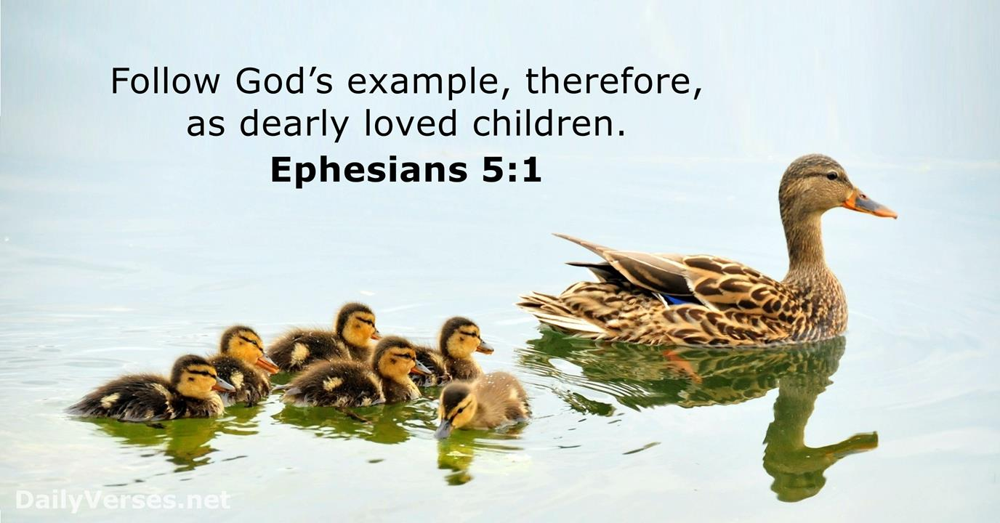 Follow God’s example, therefore,
as dearly loved children.
Ephesians 5:1
DailyVerses.net